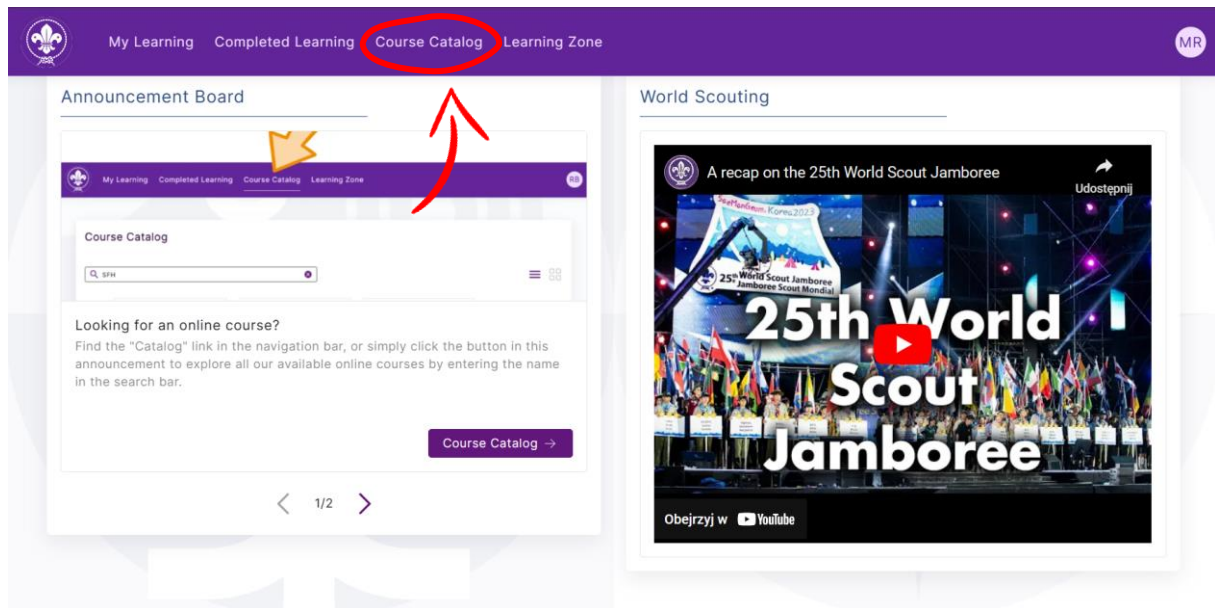 My Learning Completed Learning Course Catalog Learning Zone MR
Announcement Board
My Learning Completed Learning Course Catalog Learning Zone RB
Course Catalog
SFH
Looking for an online course?
Find the "Catalog" link in the navigation bar, or simply click the button in this
announcement to explore all our available online courses by entering the name
in the search bar.
Course Catalog →
1/2
World Scouting
A recap on the 25th World Scout Jamboree
Udostępnij
SaeManGeum, Korea 2023
25th World Scout Jamboree
Jamboree Scout Mondial
25th World
Scout
Jamboree
Obejrzyj w YouTube